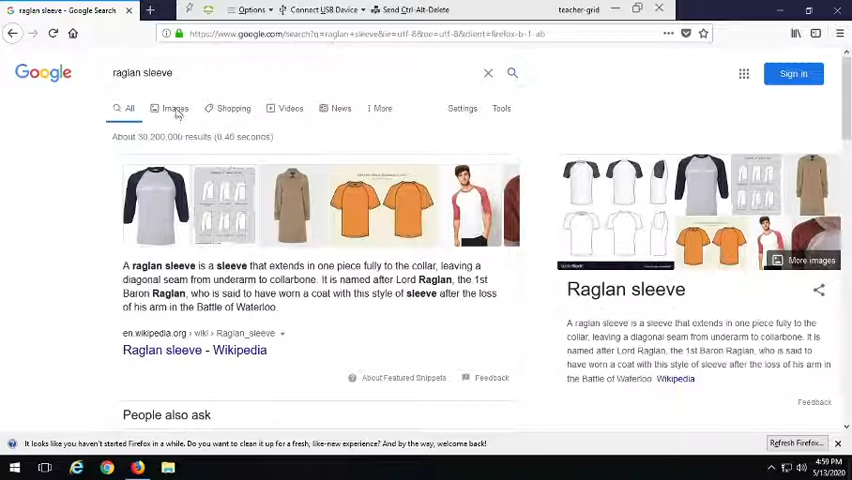 Options Connect USB Device Send Ctrl-Alt-Delete teacher-grid
raglan sleeve - Google Search
https://www.google.com/search?q=raglan+sleeve&ie=utf-8&oe=utf-8&client=firefox-b-1-ab
Google
raglan sleeve
Sign in
All Images Shopping Videos News More Settings Tools
About 30,200,000 results (0.40 seconds)
More images
A raglan sleeve is a sleeve that extends in one piece fully to the collar, leaving a
diagonal seam from underarm to collarbone. It is named after Lord Raglan, the 1st
Baron Raglan, who is said to have worn a coat with this style of sleeve after the loss
of his arm in the Battle of Waterloo.
en.wikipedia.org › wiki › Raglan_sleeve
Raglan sleeve - Wikipedia
About Featured Snippets Feedback
People also ask
Raglan sleeve
A raglan sleeve is a sleeve that extends in one piece fully to the
collar, leaving a diagonal seam from underarm to collarbone. It is
named after Lord Raglan, the 1st Baron Raglan, who is said to
have worn a coat with this style of sleeve after the loss of his arm in
the Battle of Waterloo. Wikipedia
Feedback
It looks like you haven't started Firefox in a while. Do you want to clean it up for a fresh, like-new experience? And by the way, welcome back!
Refresh Firefox...
4:59 PM
5/13/2020